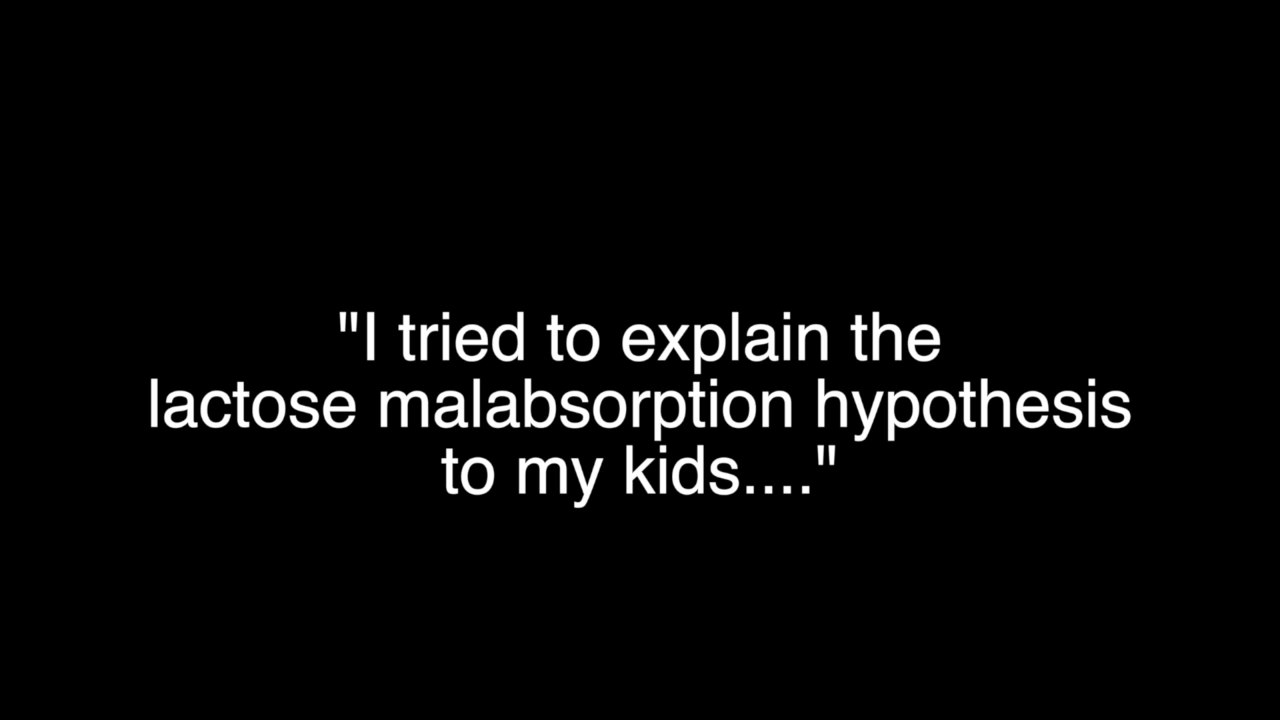 "I tried to explain the
lactose malabsorption hypothesis
to my kids...."